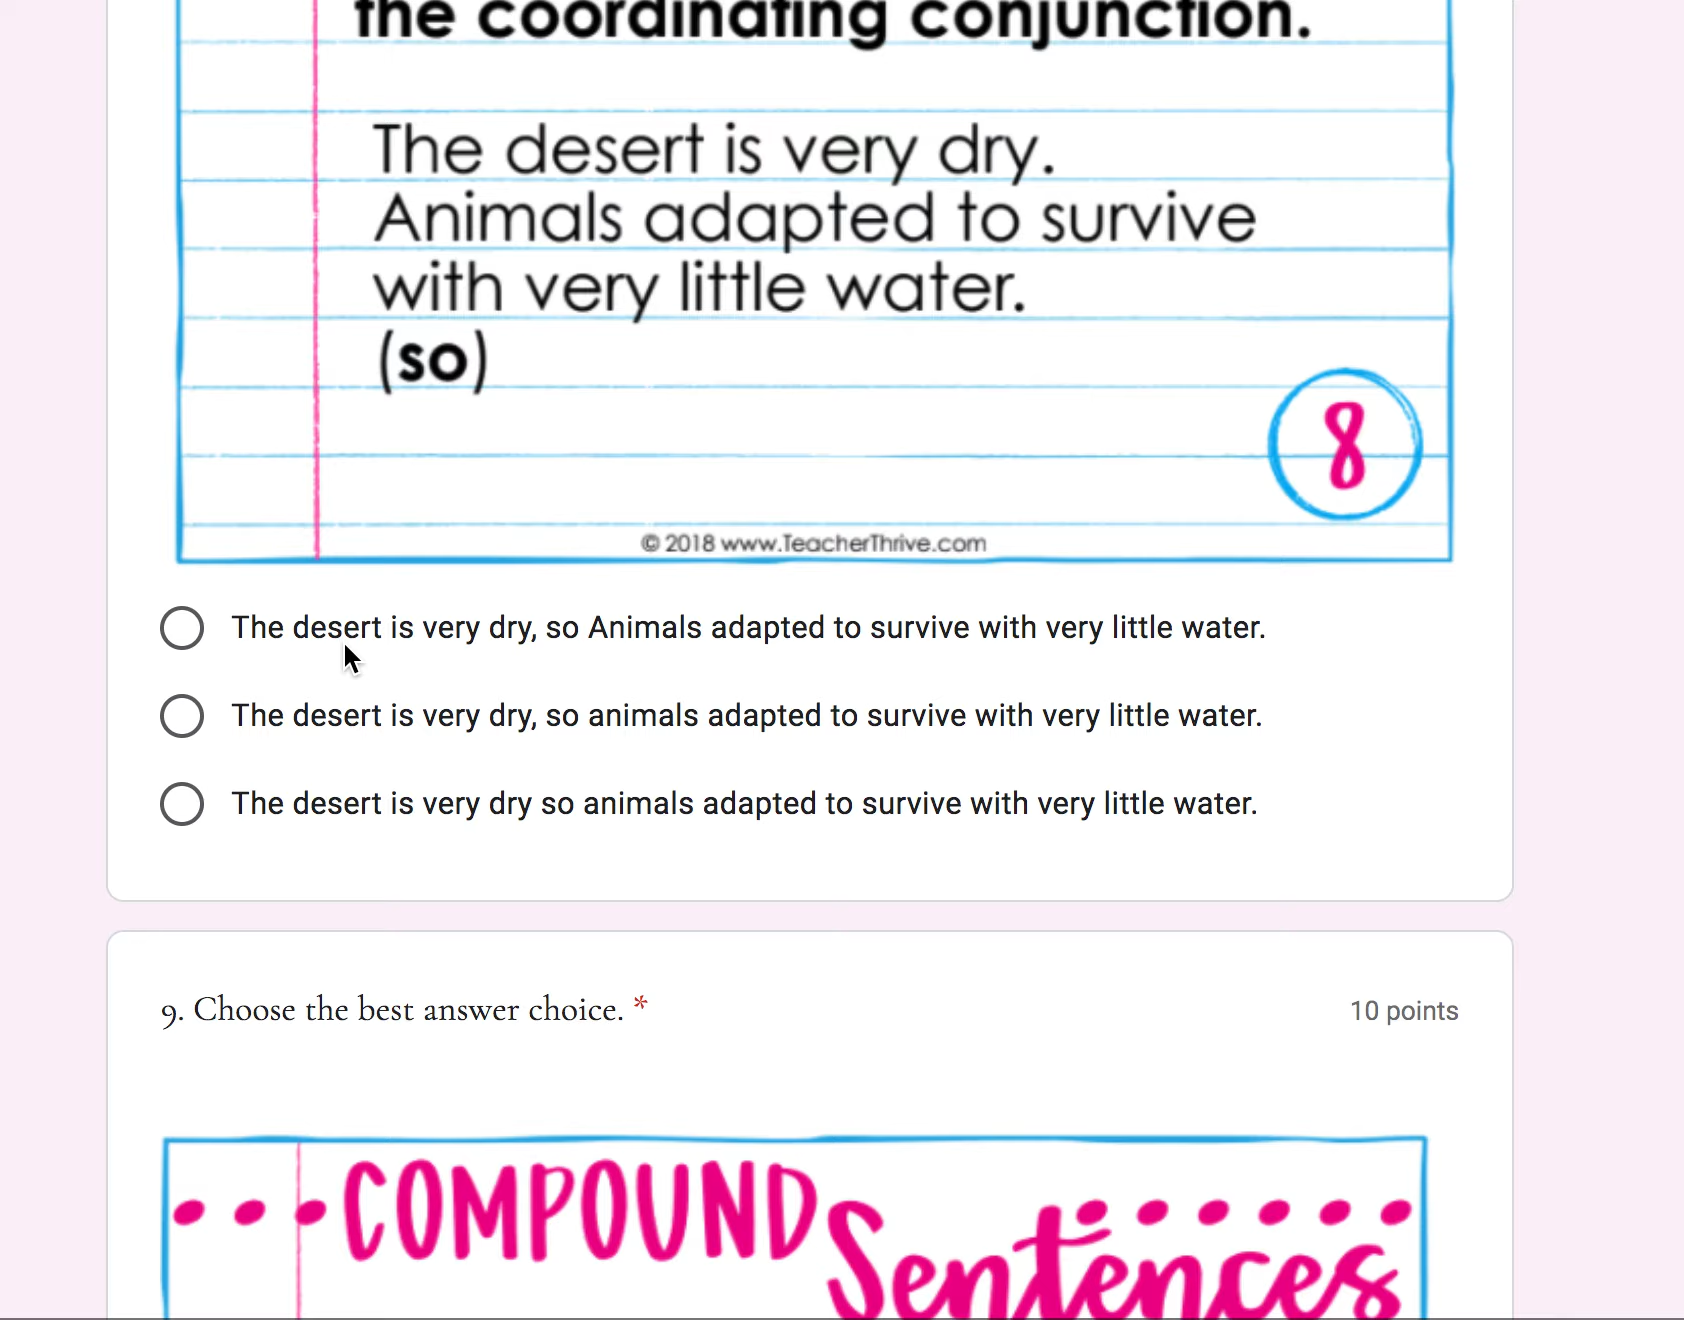 the coordinating conjunction.
The desert is very dry.
Animals adapted to survive
with very little water.
(so)
8
© 2018 www.TeacherThrive.com
The desert is very dry, so Animals adapted to survive with very little water.
The desert is very dry, so animals adapted to survive with very little water.
The desert is very dry so animals adapted to survive with very little water.
9. Choose the best answer choice. *
10 points
COMPOUND
Sentences